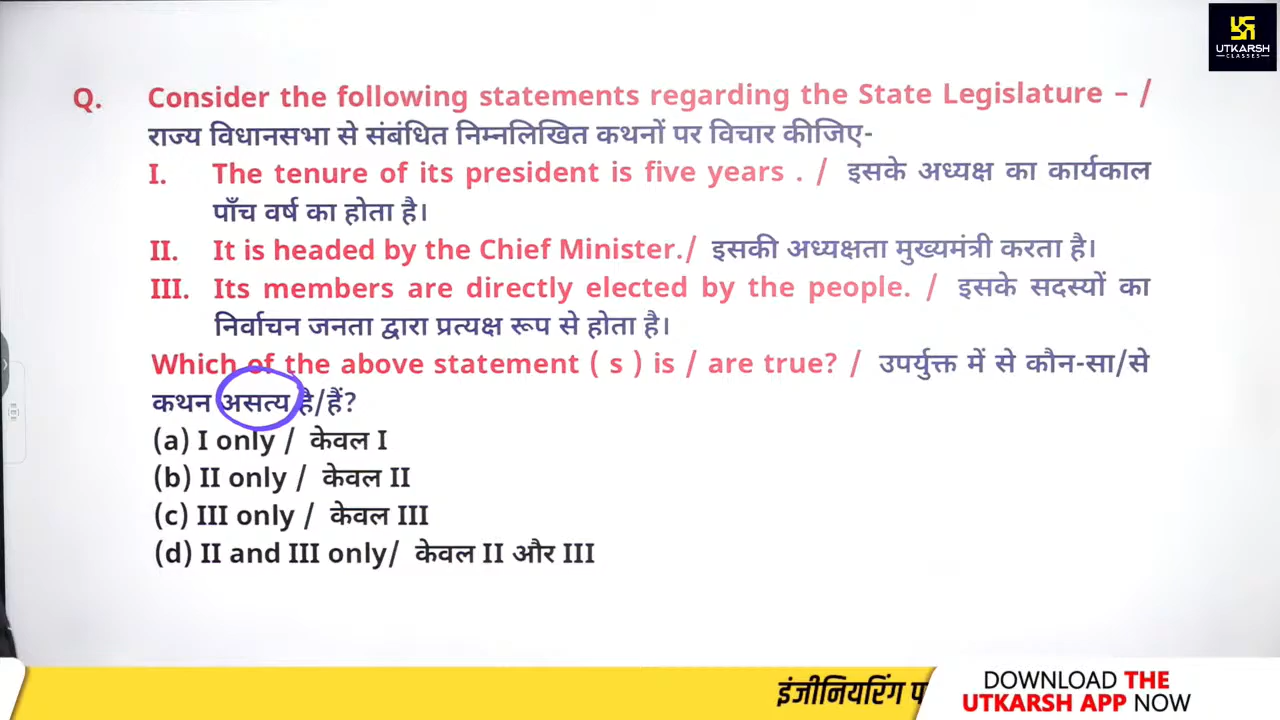 UTKARSH
CLASSES
Q. Consider the following statements regarding the State Legislature – /
राज्य विधानसभा से संबंधित निम्नलिखित कथनों पर विचार कीजिए-
I. The tenure of its president is five years . / इसके अध्यक्ष का कार्यकाल
पाँच वर्ष का होता है।
II. It is headed by the Chief Minister./ इसकी अध्यक्षता मुख्यमंत्री करता है।
III. Its members are directly elected by the people. / इसके सदस्यों का
निर्वाचन जनता द्वारा प्रत्यक्ष रूप से होता है।
Which of the above statement ( s ) is / are true? / उपर्युक्त में से कौन-सा/से
कथन असत्य है/हैं?
(a) I only / केवल I
(b) II only / केवल II
(c) III only / केवल III
(d) II and III only/ केवल II और III
इंजीनियरिंग
DOWNLOAD THE
UTKARSH APP NOW